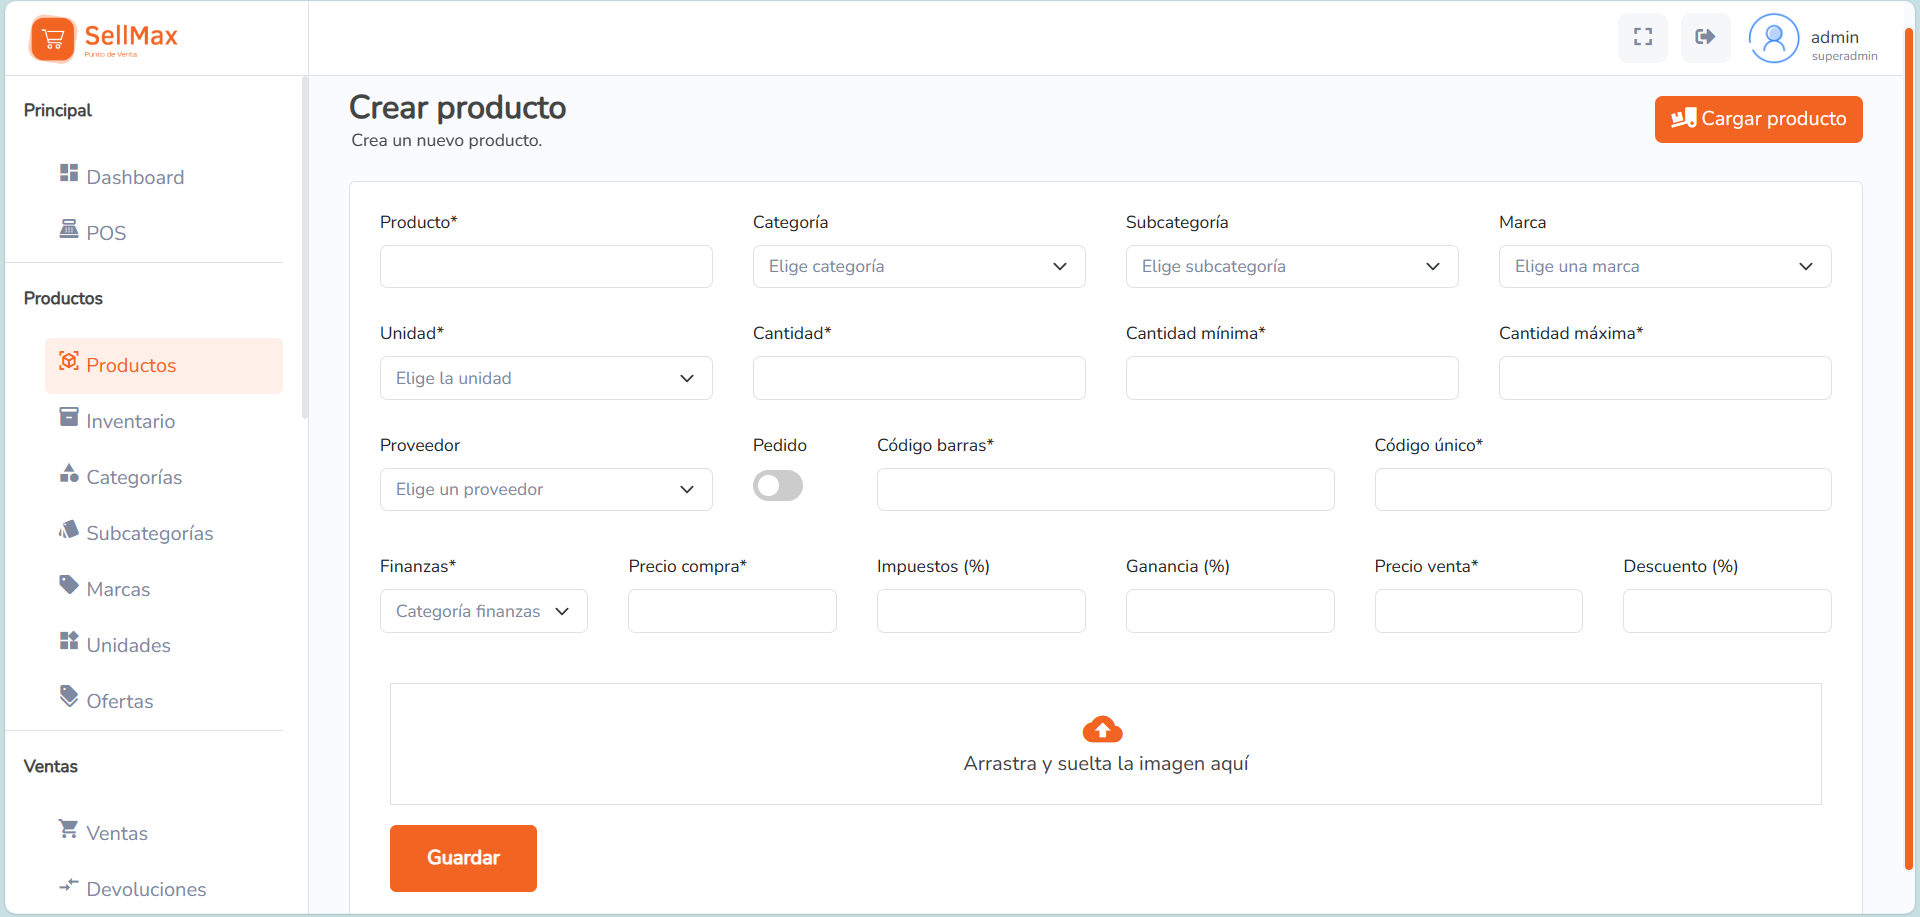 SellMax
Punto de Venta
admin
superadmin
Principal
Dashboard
POS
Productos
Productos
Inventario
Categorías
Subcategorías
Marcas
Unidades
Ofertas
Ventas
Ventas
Devoluciones
Crear producto
Crea un nuevo producto.
Cargar producto
Producto* Categoría Subcategoría Marca
Elige categoría Elige subcategoría Elige una marca
Unidad* Cantidad* Cantidad mínima* Cantidad máxima*
Elige la unidad
Proveedor Pedido Código barras* Código único*
Elige un proveedor
Finanzas* Precio compra* Impuestos (%) Ganancia (%) Precio venta* Descuento (%)
Categoría finanzas
Arrastra y suelta la imagen aquí
Guardar